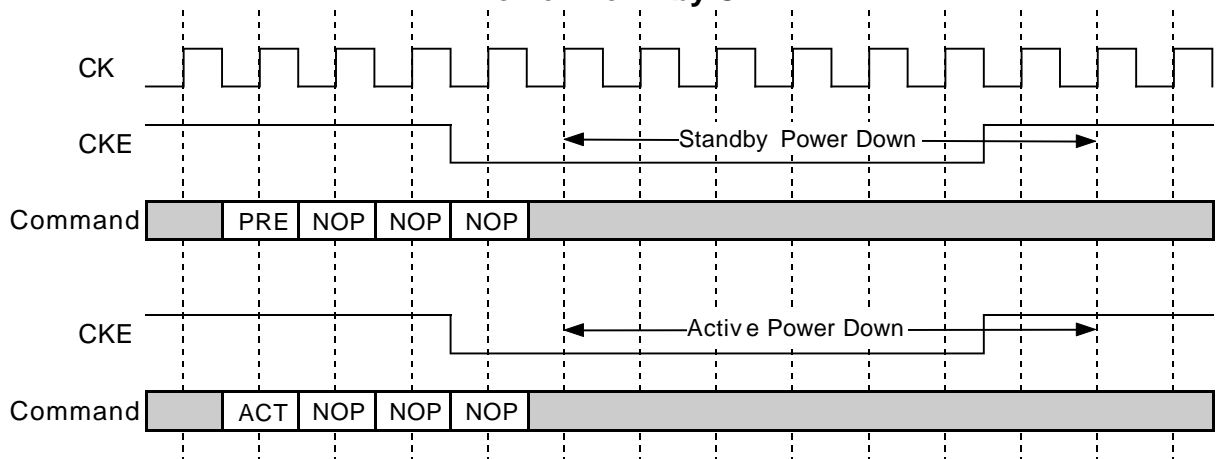 CK
CKE
Standby Power Down
Command
PRE NOP NOP NOP
CKE
Active Power Down
Command
ACT NOP NOP NOP